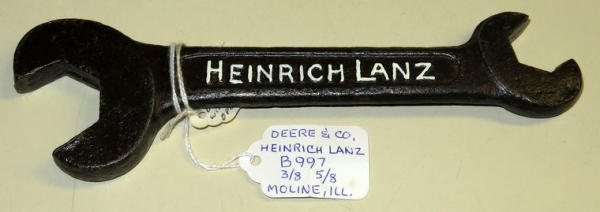 HEINRICH LANZ
DEERE & CO,
HEINRICH LANZ
B997
3/8 5/8
MOLINE, ILL.